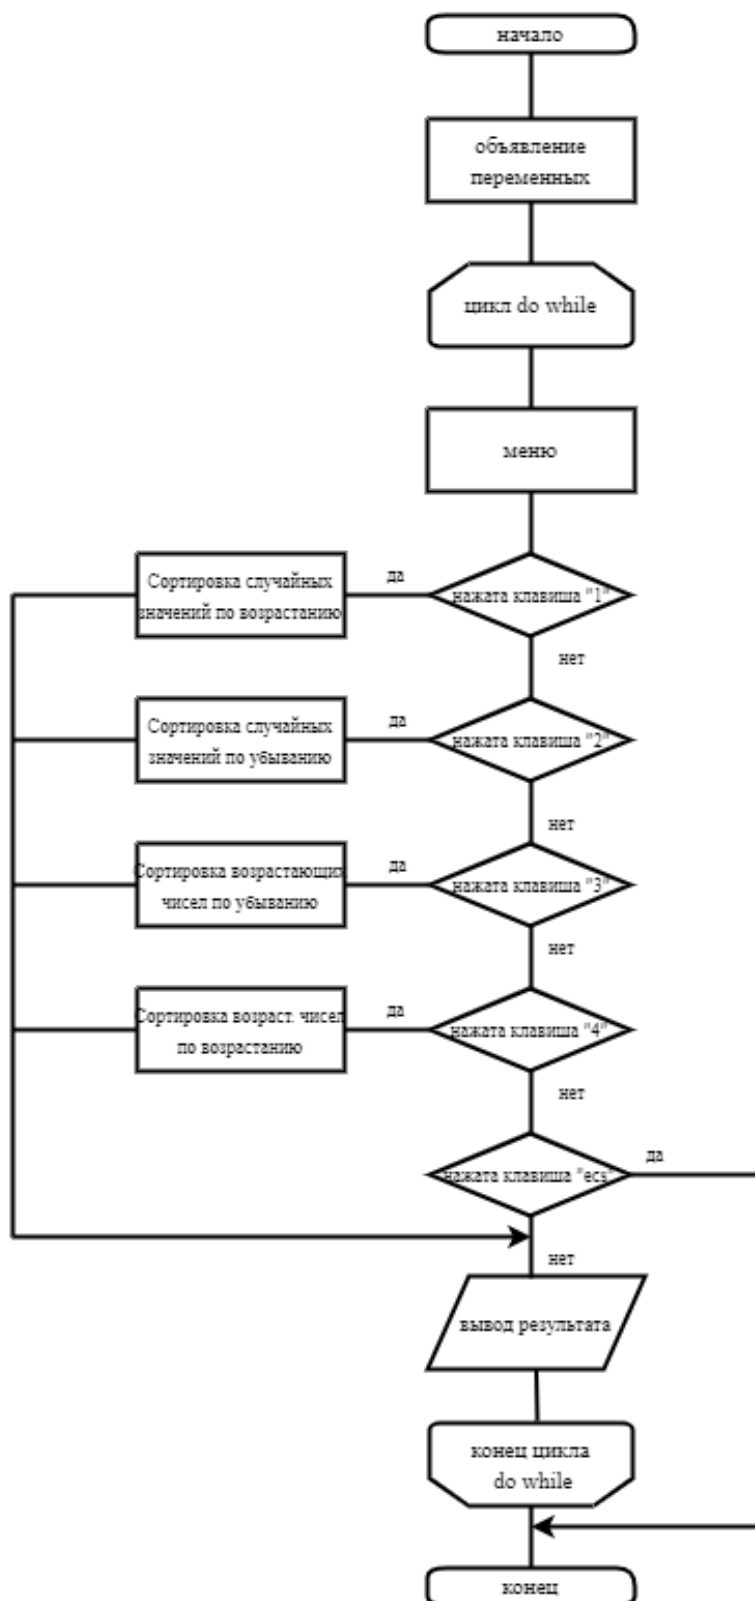 начало
объявление
переменных
цикл do while
меню
Сортировка случайных
значений по возрастанию
да
нажата клавиша "1"
нет
Сортировка случайных
значений по убыванию
да
нажата клавиша "2"
нет
Сортировка возрастающих
чисел по убыванию
да
нажата клавиша "3"
нет
Сортировка возраст. чисел
по возрастанию
да
нажата клавиша "4"
нет
нажата клавиша "ecs"
да
нет
вывод результата
конец цикла
do while
конец